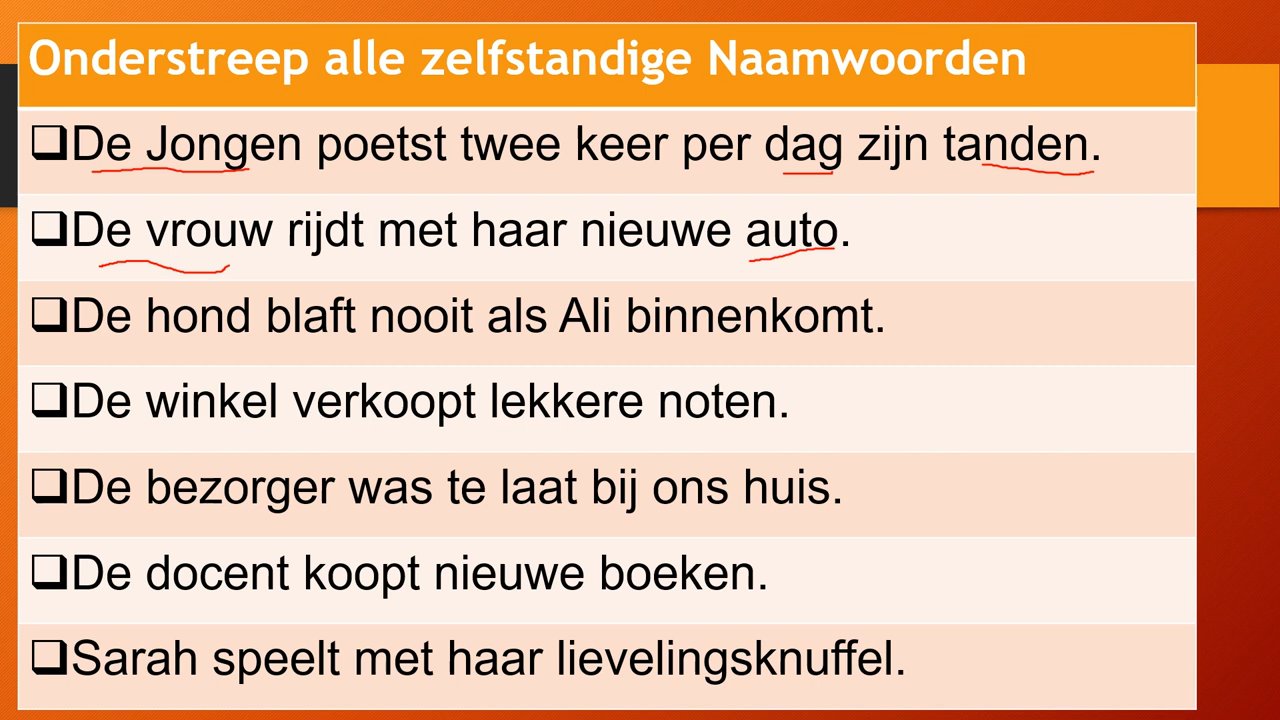 Onderstreep alle zelfstandige Naamwoorden
❑De Jongen poetst twee keer per dag zijn tanden.
❑De vrouw rijdt met haar nieuwe auto.
❑De hond blaft nooit als Ali binnenkomt.
❑De winkel verkoopt lekkere noten.
❑De bezorger was te laat bij ons huis.
❑De docent koopt nieuwe boeken.
❑Sarah speelt met haar lievelingsknuffel.